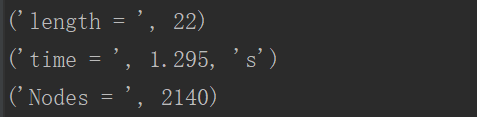 ('length = ', 22)
('time = ', 1.295, 's')
('Nodes = ', 2140)